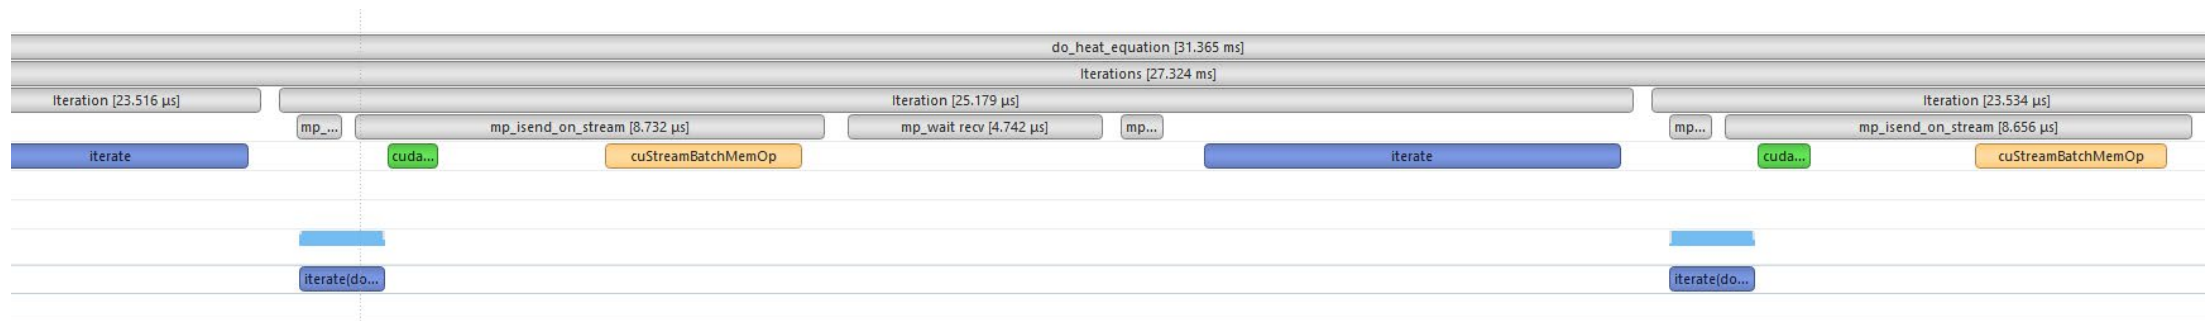 do_heat_equation [31.365 ms]
Iterations [27.324 ms]
Iteration [23.516 µs] Iteration [25.179 µs] Iteration [23.534 µs]
mp_... mp_isend_on_stream [8.732 µs] mp_wait recv [4.742 µs] mp... mp... mp_isend_on_stream [8.656 µs]
iterate cuda... cuStreamBatchMemOp iterate cuda... cuStreamBatchMemOp
iterate(do... iterate(do...